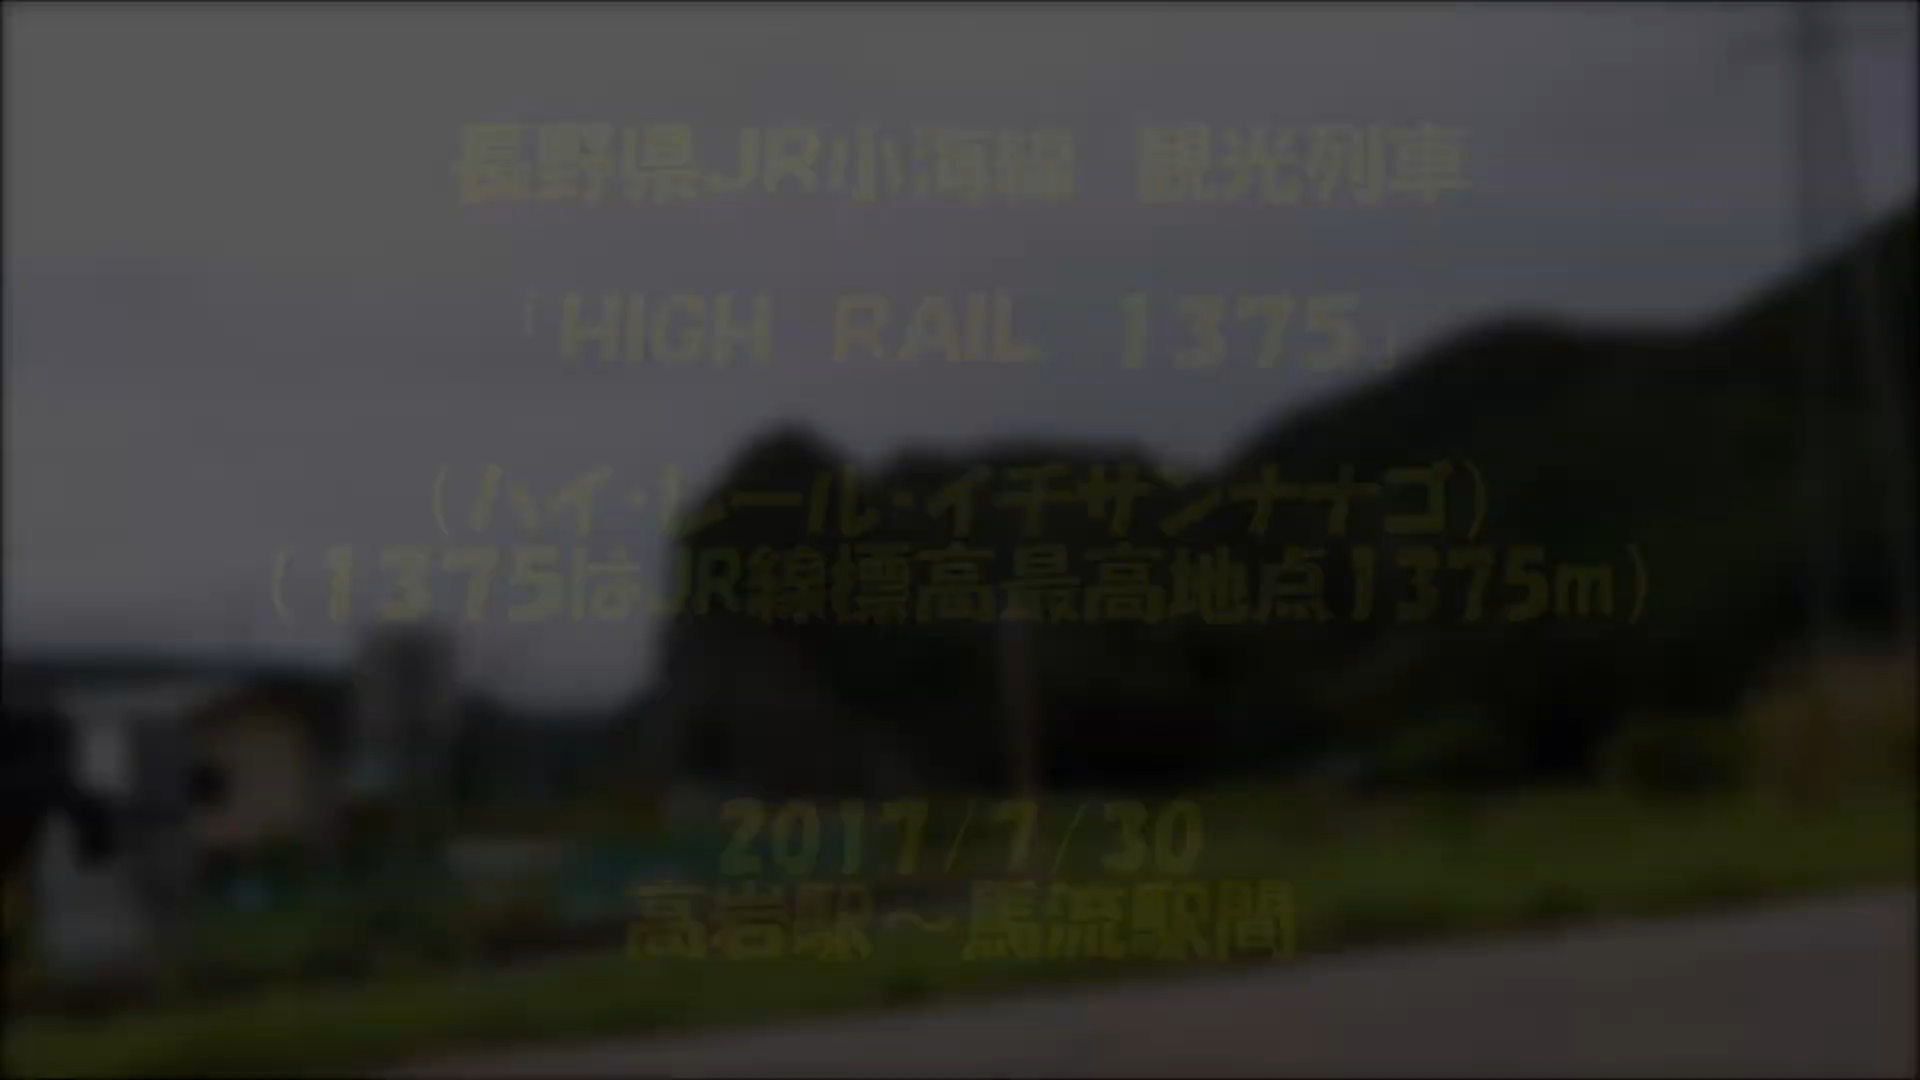 長野県JR小海線 観光列車
「HIGH RAIL 1375」
(ハイ・レール・イチサンナナゴ)
(1375はJR線標高最高地点1375m)
2017/7/30
高岩駅～馬流駅間